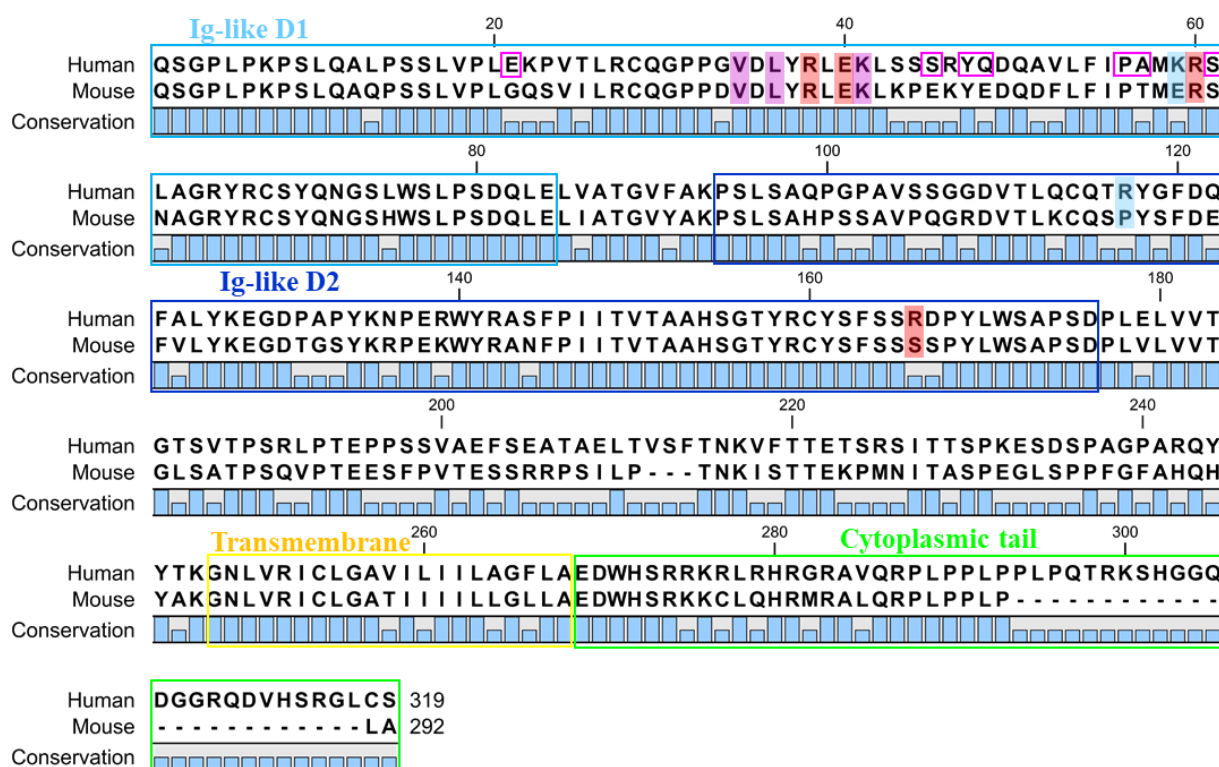 Ig-like D1
20 40 60
Human QSGPLPKPSLQALPSSLVPLEKPVTLRCQGPPGVDLYRLEKLSSSRYQDQAVLFIPAMKRS
Mouse QSGPLPKPSLQAQPSSLVPLGQSVILRCQGPPDVDLYRLEKLKPEKYEDQDFLFIPTMERS
Conservation
80 100 120
Human LAGRYRCSYQNGSLWSLPSDQLELVATGVFAKPSLSAQPGPAVSSGGDVTLQCQTRYGFDQ
Mouse NAGRYRCSYQNGSHWSLPSDQLELIATGVYAKPSLSAHPSSAVPQGRDVTLKCQSPYSFDE
Conservation
Ig-like D2
140 160 180
Human FALYKEGDPAPYKNPERWYRASFPIITVTAAHSGTYRCYSFSSRDPYLWSAPSDPLELVVT
Mouse FVLYKEGDTGSYKRPEKWYRANFPIITVTAAHSGTYRCYSFSSSSPYLWSAPSDPLVLVVT
Conservation
200 220 240
Human GTSVTPSRLPTEPPSSVAEFSEATAELTVSFTNKVFTTETSRSITTSPKESDSPAGPARQY
Mouse GLSATPSQVPTEESFPVTESSRRPSILP---TNKISTTEKPMNITASPEGLSPPFGFAHQH
Conservation
Transmembrane
260 280 300
Cytoplasmic tail
Human YTKGNLVRICLGAVILIILAGFLAEDWHSRRKRLRHRGRAVQRPLPPLPPLPQTRKSHGGQ
Mouse YAKGNLVRICLGATIIIILLGLLAEDWHSRKKCLQHRMRALQRPLPPLP------------
Conservation
Human DGGRQDVHSRGLCS 319
Mouse ------------LA 292
Conservation